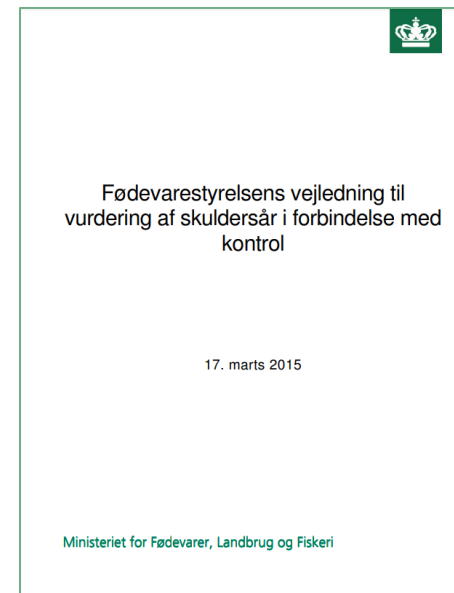 Fødevarestyrelsens vejledning til
vurdering af skuldersår i forbindelse med
kontrol
17. marts 2015
Ministeriet for Fødevarer, Landbrug og Fiskeri